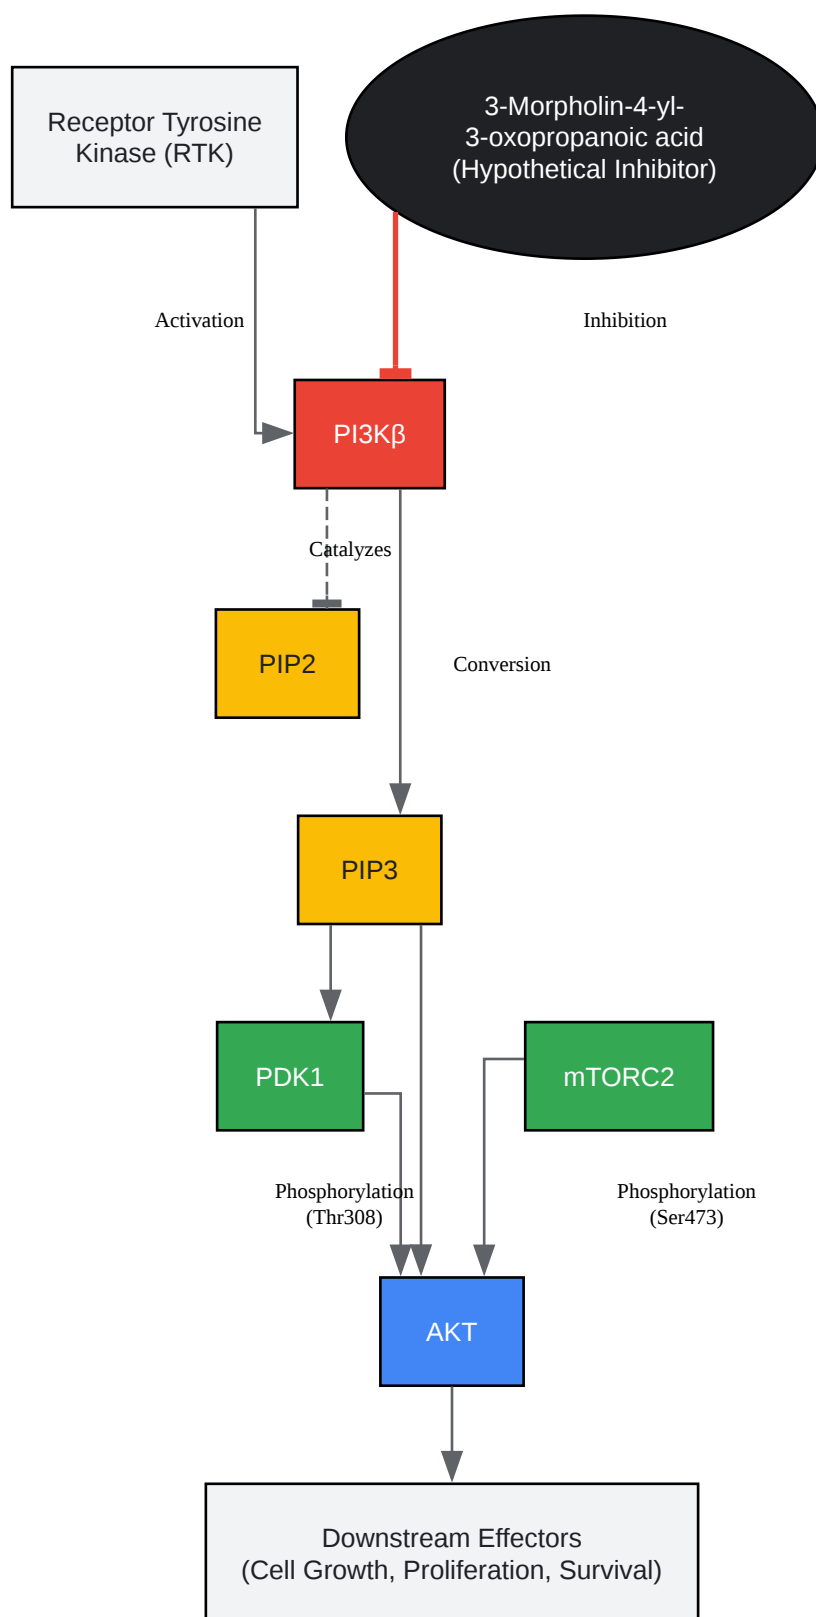 Receptor Tyrosine
Kinase (RTK)
3-Morpholin-4-yl-
3-oxopropanoic acid
(Hypothetical Inhibitor)
Activation
Inhibition
PI3Kβ
Catalyzes
PIP2
Conversion
PIP3
PDK1
mTORC2
Phosphorylation
(Thr308)
Phosphorylation
(Ser473)
AKT
Downstream Effectors
(Cell Growth, Proliferation, Survival)